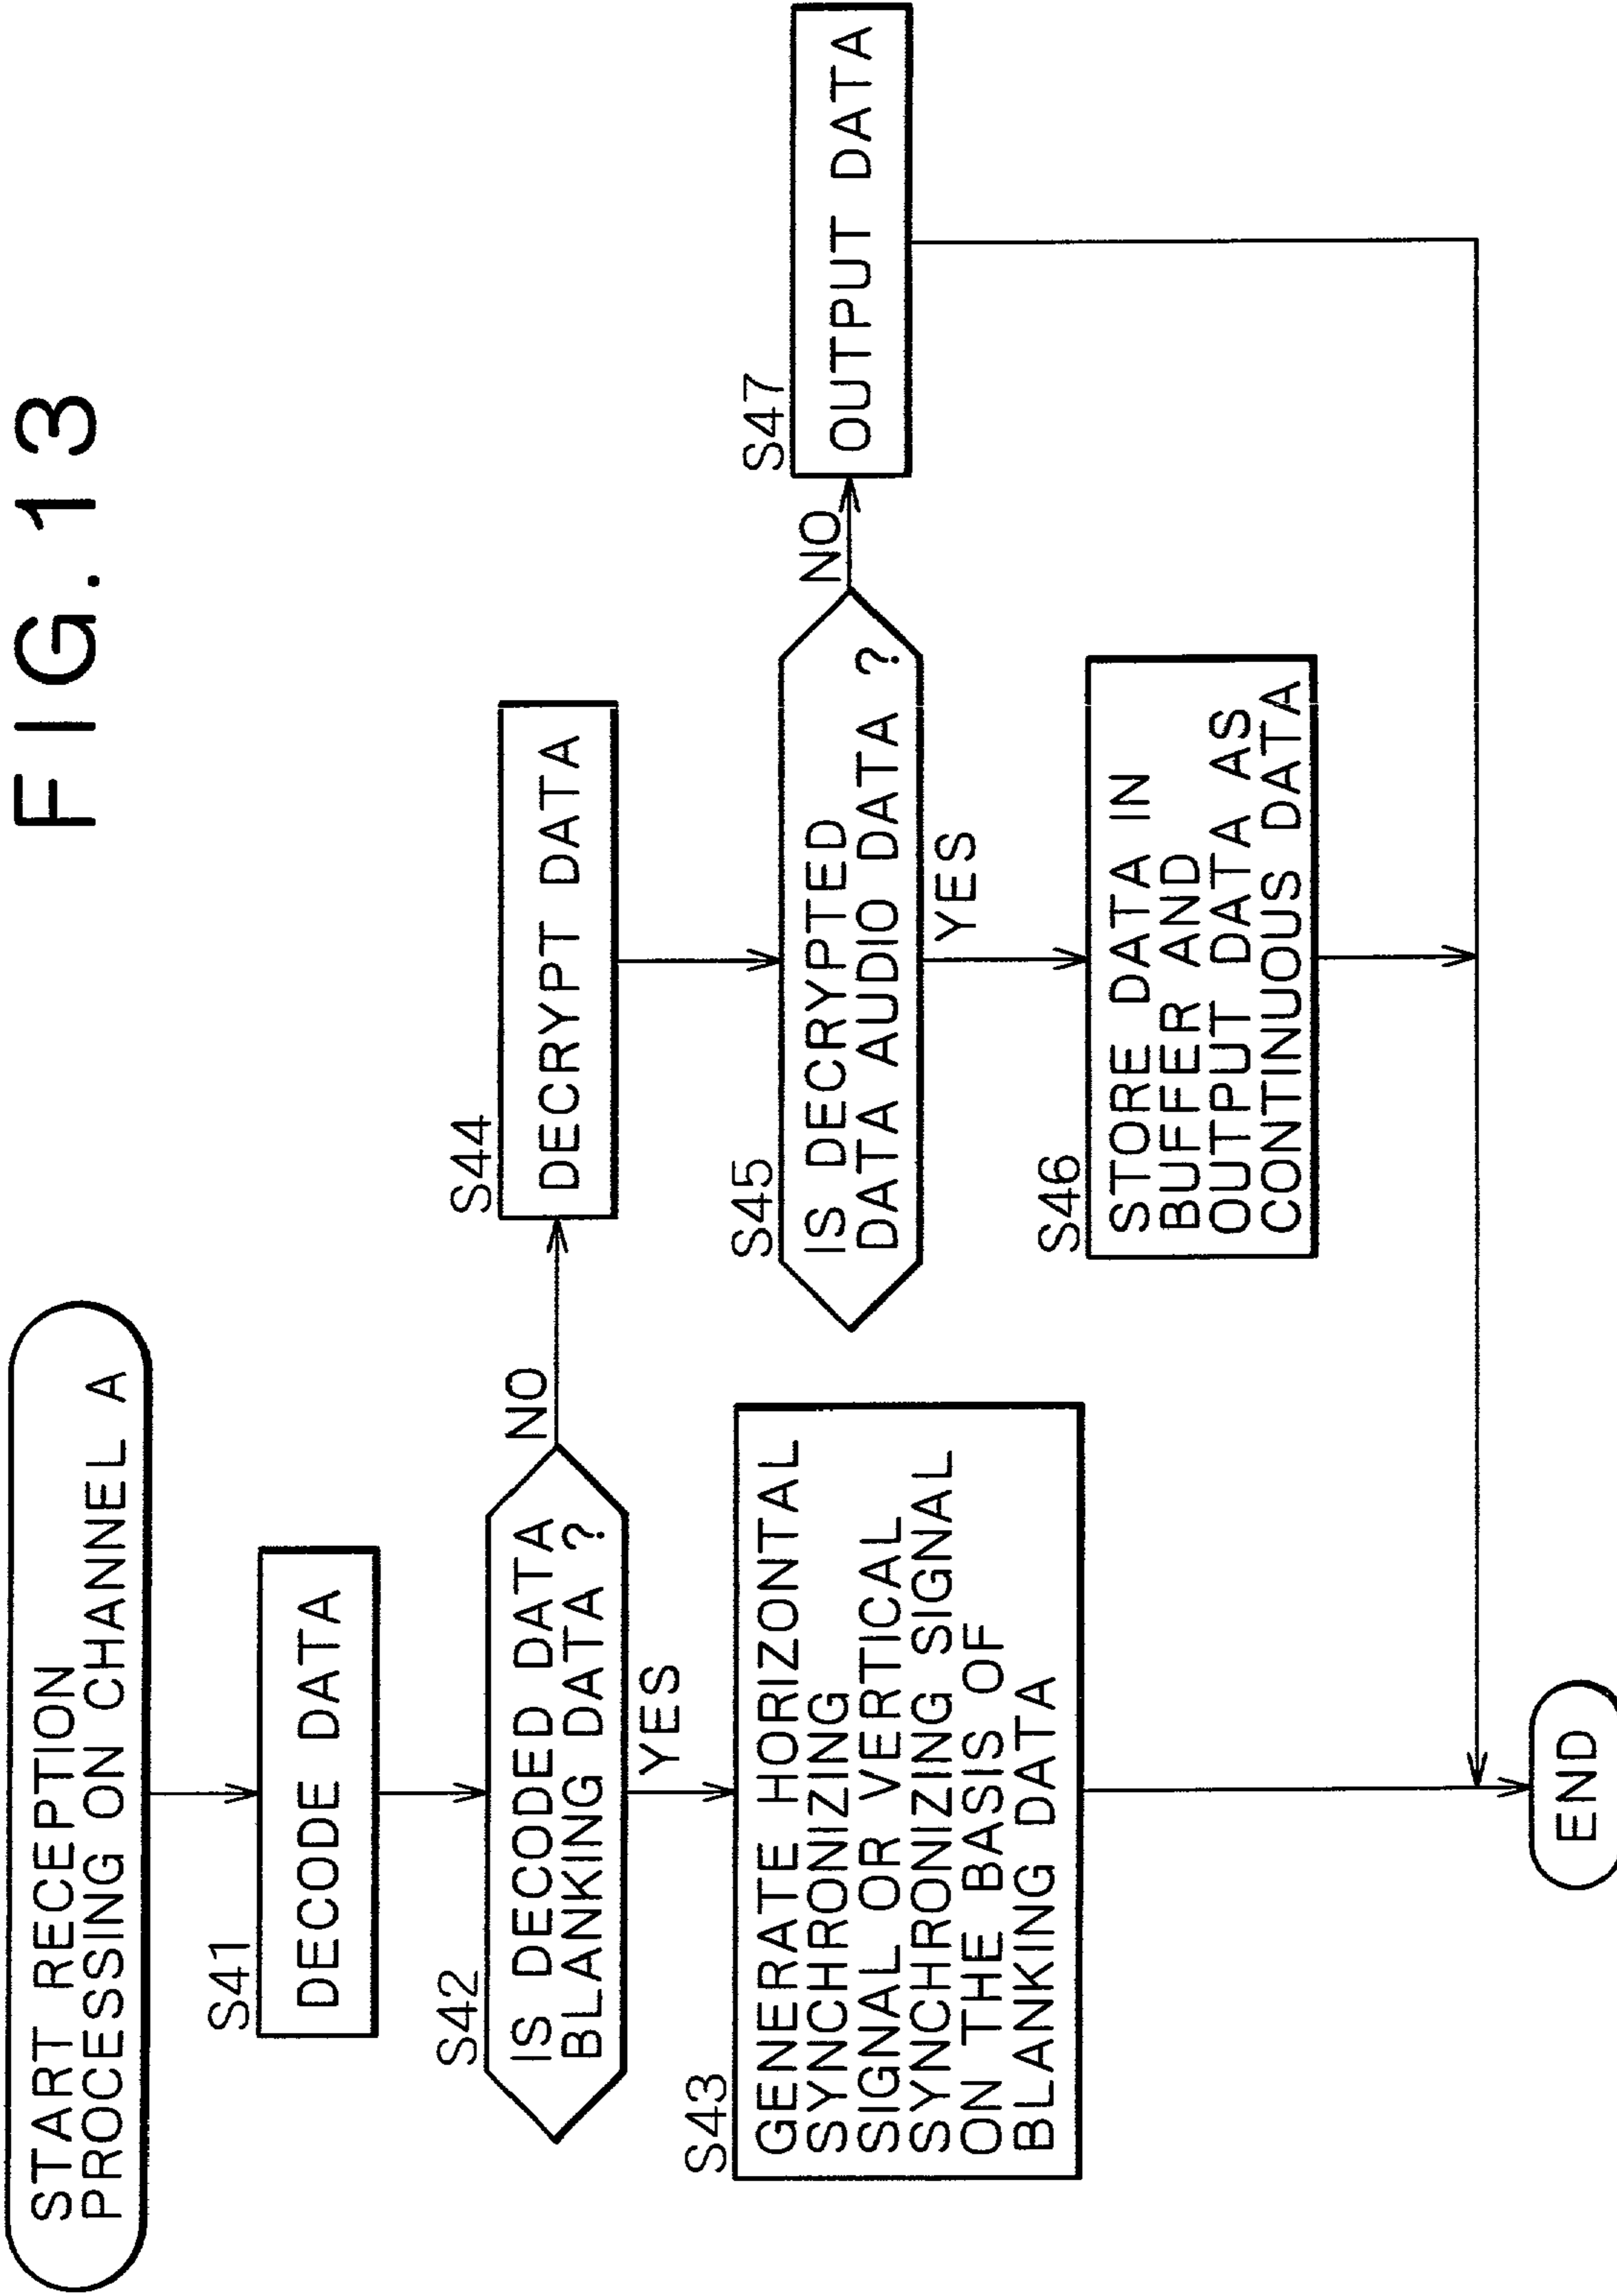 FIG. 13
START RECEPTION
PROCESSING ON CHANNEL A
S41
DECODE DATA
S42
IS DECODED DATA
BLANKING DATA ?
NO
YES
S43
GENERATE HORIZONTAL
SYNCHRONIZING
SIGNAL OR VERTICAL
SYNCHRONIZING SIGNAL
ON THE BASIS OF
BLANKING DATA
S44
DECRYPT DATA
S45
IS DECRYPTED
DATA AUDIO DATA ?
NO
YES
S46
STORE DATA IN
BUFFER AND
OUTPUT DATA AS
CONTINUOUS DATA
S47
OUTPUT DATA
END